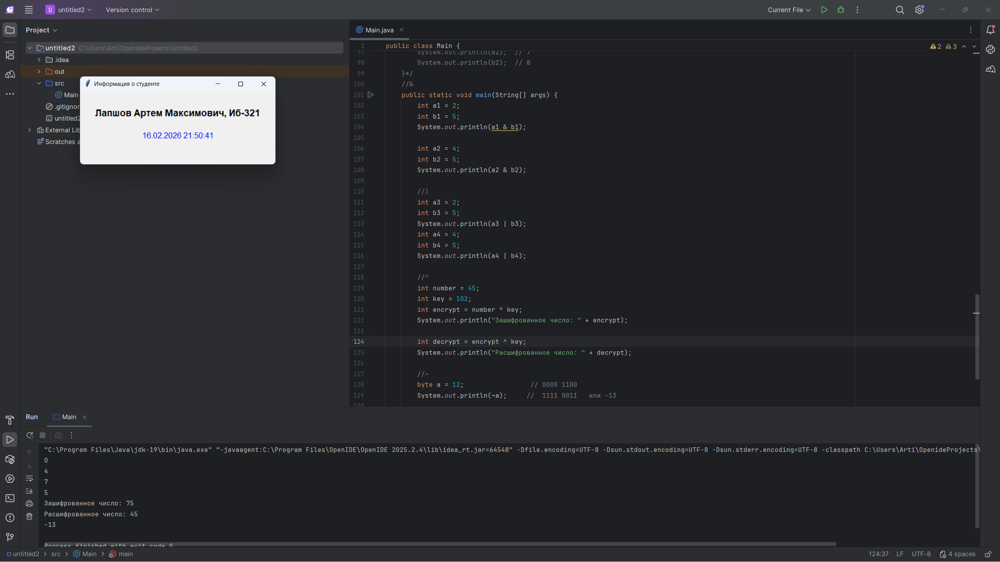 U untitled2 Version control Current File
Project
Main.java
untitled2 C:\Users\Arti\OpenideProjects\untitled2
.idea
out
src
Main
.gitignor
untitled2
External Lib
Scratches a
Информация о студенте
Лапшов Артем Максимович, Иб-321
16.02.2026 21:50:41
2 public class Main {
2 3
97 System.out.println(a2); // 7
98 System.out.println(b2); // 8
99 }*/
100 //&
101 public static void main(String[] args) {
102 int a1 = 2;
103 int b1 = 5;
104 System.out.println(a1 & b1);
105
106 int a2 = 4;
107 int b2 = 5;
108 System.out.println(a2 & b2);
109
110 //|
111 int a3 = 2;
112 int b3 = 5;
113 System.out.println(a3 | b3);
114 int a4 = 4;
115 int b4 = 5;
116 System.out.println(a4 | b4);
117
118 //^
119 int number = 45;
120 int key = 102;
121 int encrypt = number ^ key;
122 System.out.println("Зашифрованное число: " + encrypt);
123
124 int decrypt = encrypt ^ key;
125 System.out.println("Расшифрованное число: " + decrypt);
126
127 //~
128 byte a = 12; // 0000 1100
129 System.out.println(~a); // 1111 0011 или -13
130
Run Main
"C:\Program Files\Java\jdk-19\bin\java.exe" "-javaagent:C:\Program Files\OpenIDE\OpenIDE 2025.2.4\lib\idea_rt.jar=64548" -Dfile.encoding=UTF-8 -Dsun.stdout.encoding=UTF-8 -Dsun.stderr.encoding=UTF-8 -classpath C:\Users\Arti\OpenideProjects\
0
4
7
5
Зашифрованное число: 75
Расшифрованное число: 45
-13
Process finished with exit code 0
untitled2 > src > Main > main
124:37 LF UTF-8 4 spaces